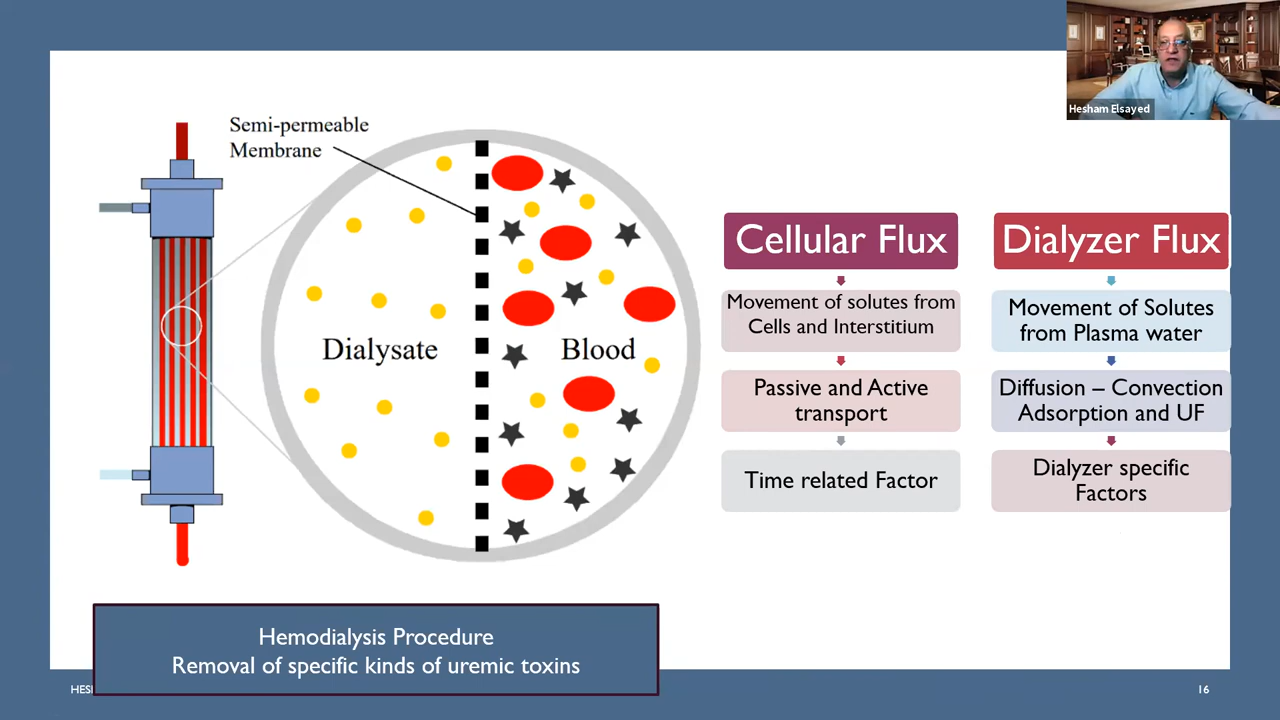 Hesham Elsayed
Semi-permeable
Membrane
Dialysate
Blood
Cellular Flux
Movement of solutes from
Cells and Interstitium
Passive and Active
transport
Time related Factor
Dialyzer Flux
Movement of Solutes
from Plasma water
Diffusion – Convection
Adsorption and UF
Dialyzer specific
Factors
Hemodialysis Procedure
Removal of specific kinds of uremic toxins
16